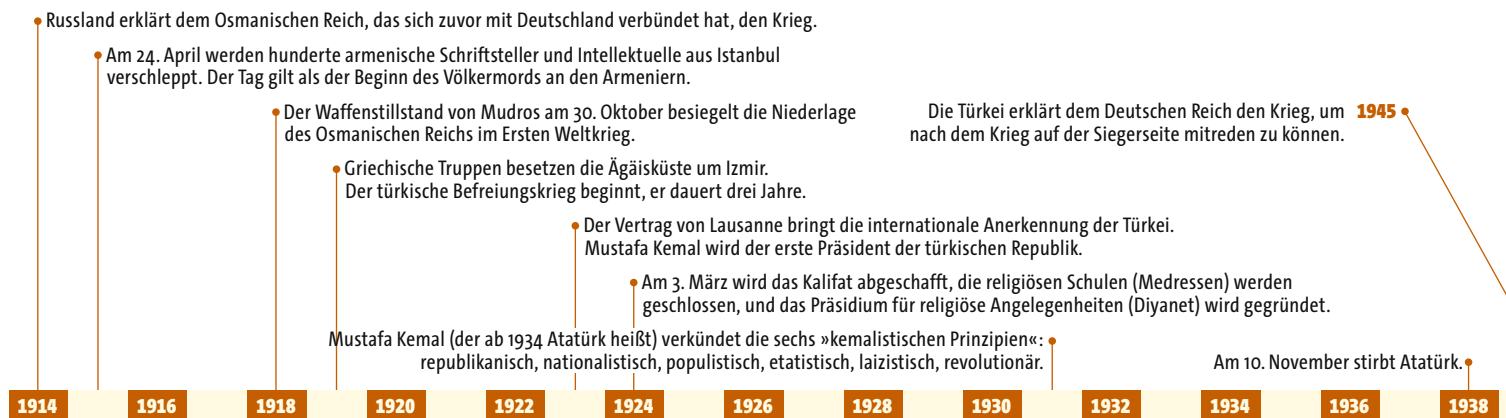 Russland erklärt dem Osmanischen Reich, das sich zuvor mit Deutschland verbündet hat, den Krieg.
Am 24. April werden hunderte armenische Schriftsteller und Intellektuelle aus Istanbul
verschleppt. Der Tag gilt als der Beginn des Völkermords an den Armeniern.
Der Waffenstillstand von Mudros am 30. Oktober besiegelt die Niederlage
des Osmanischen Reichs im Ersten Weltkrieg.
Die Türkei erklärt dem Deutschen Reich den Krieg, um 1945
nach dem Krieg auf der Siegerseite mitreden zu können.
Griechische Truppen besetzen die Ägäisküste um Izmir.
Der türkische Befreiungskrieg beginnt, er dauert drei Jahre.
Der Vertrag von Lausanne bringt die internationale Anerkennung der Türkei.
Mustafa Kemal wird der erste Präsident der türkischen Republik.
Am 3. März wird das Kalifat abgeschafft, die religiösen Schulen (Medressen) werden
geschlossen, und das Präsidium für religiöse Angelegenheiten (Diyanet) wird gegründet.
Mustafa Kemal (der ab 1934 Atatürk heißt) verkündet die sechs »kemalistischen Prinzipien«:
republikanisch, nationalistisch, populistisch, etatistisch, laizistisch, revolutionär.
Am 10. November stirbt Atatürk.
1914 1916 1918 1920 1922 1924 1926 1928 1930 1932 1934 1936 1938